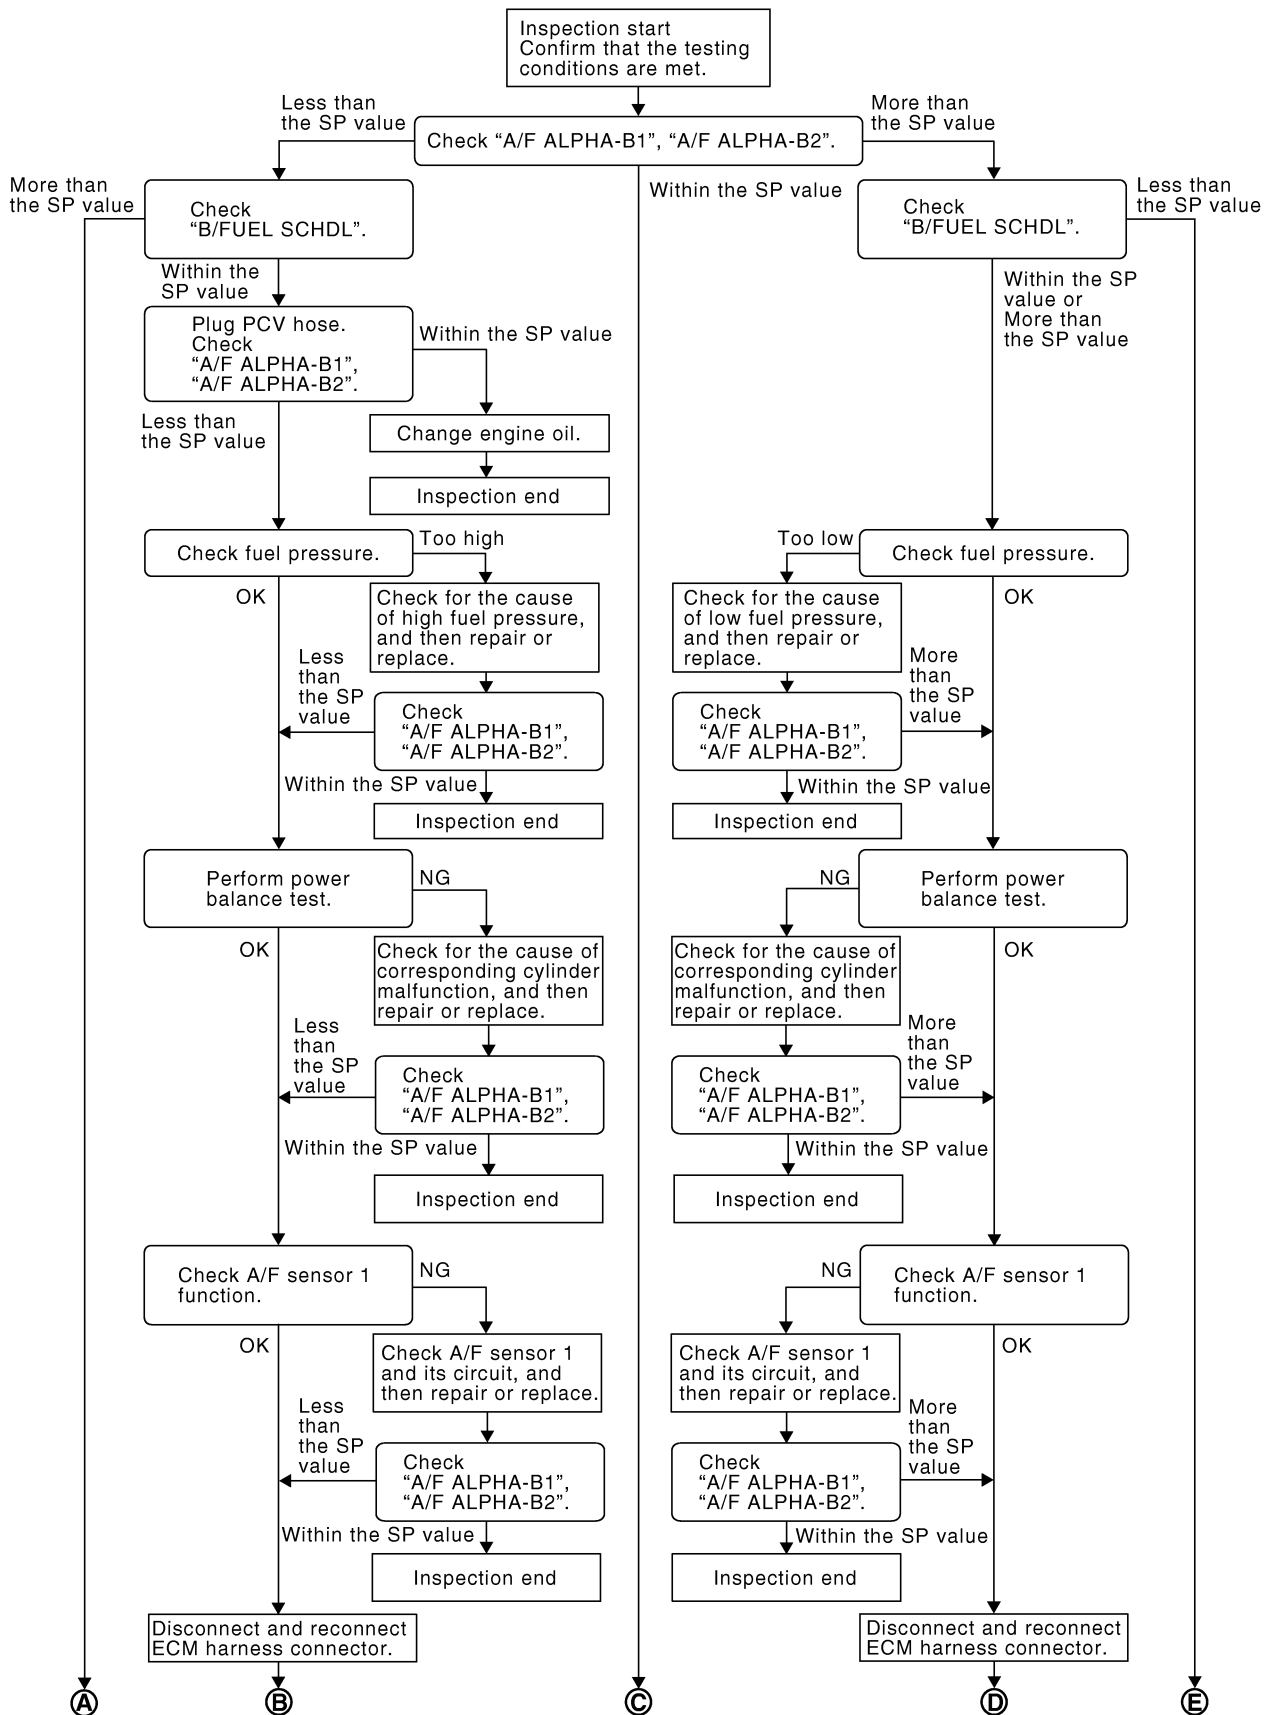 Inspection start
Confirm that the testing
conditions are met.
Less than
the SP value
More than
the SP value
Check “A/F ALPHA-B1”, “A/F ALPHA-B2”.
More than
the SP value
Within the SP value
Less than
the SP value
Check
“B/FUEL SCHDL”.
Check
“B/FUEL SCHDL”.
Within the
SP value
Within the SP
value or
More than
the SP value
Plug PCV hose.
Check
“A/F ALPHA-B1”,
“A/F ALPHA-B2”.
Within the SP value
Less than
the SP value
Change engine oil.
Inspection end
Check fuel pressure.
Too high
Too low
Check fuel pressure.
OK
Check for the cause
of high fuel pressure,
and then repair or
replace.
Check for the cause
of low fuel pressure,
and then repair or
replace.
OK
Less
than
the SP
value
More
than
the SP
value
Check
“A/F ALPHA-B1”,
“A/F ALPHA-B2”.
Check
“A/F ALPHA-B1”,
“A/F ALPHA-B2”.
Within the SP value
Within the SP value
Inspection end
Inspection end
Perform power
balance test.
NG
NG
Perform power
balance test.
OK
Check for the cause of
corresponding cylinder
malfunction, and then
repair or replace.
Check for the cause of
corresponding cylinder
malfunction, and then
repair or replace.
OK
Less
than
the SP
value
More
than
the SP
value
Check
“A/F ALPHA-B1”,
“A/F ALPHA-B2”.
Check
“A/F ALPHA-B1”,
“A/F ALPHA-B2”.
Within the SP value
Within the SP value
Inspection end
Inspection end
Check A/F sensor 1
function.
NG
NG
Check A/F sensor 1
function.
OK
Check A/F sensor 1
and its circuit, and
then repair or replace.
Check A/F sensor 1
and its circuit, and
then repair or replace.
OK
Less
than
the SP
value
More
than
the SP
value
Check
“A/F ALPHA-B1”,
“A/F ALPHA-B2”.
Check
“A/F ALPHA-B1”,
“A/F ALPHA-B2”.
Within the SP value
Within the SP value
Inspection end
Inspection end
Disconnect and reconnect
ECM harness connector.
Disconnect and reconnect
ECM harness connector.
A
B
C
D
E